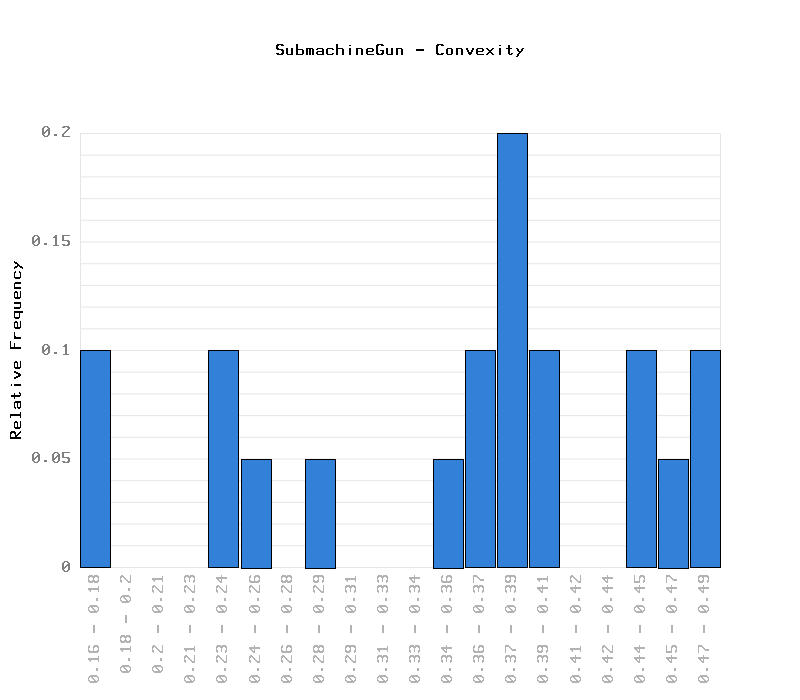 SubmachineGun - Convexity
Relative Frequency
0.2
0.15
0.1
0.05
0
0.16 - 0.18
0.18 - 0.2
0.2 - 0.21
0.21 - 0.23
0.23 - 0.24
0.24 - 0.26
0.26 - 0.28
0.28 - 0.29
0.29 - 0.31
0.31 - 0.33
0.33 - 0.34
0.34 - 0.36
0.36 - 0.37
0.37 - 0.39
0.39 - 0.41
0.41 - 0.42
0.42 - 0.44
0.44 - 0.45
0.45 - 0.47
0.47 - 0.49